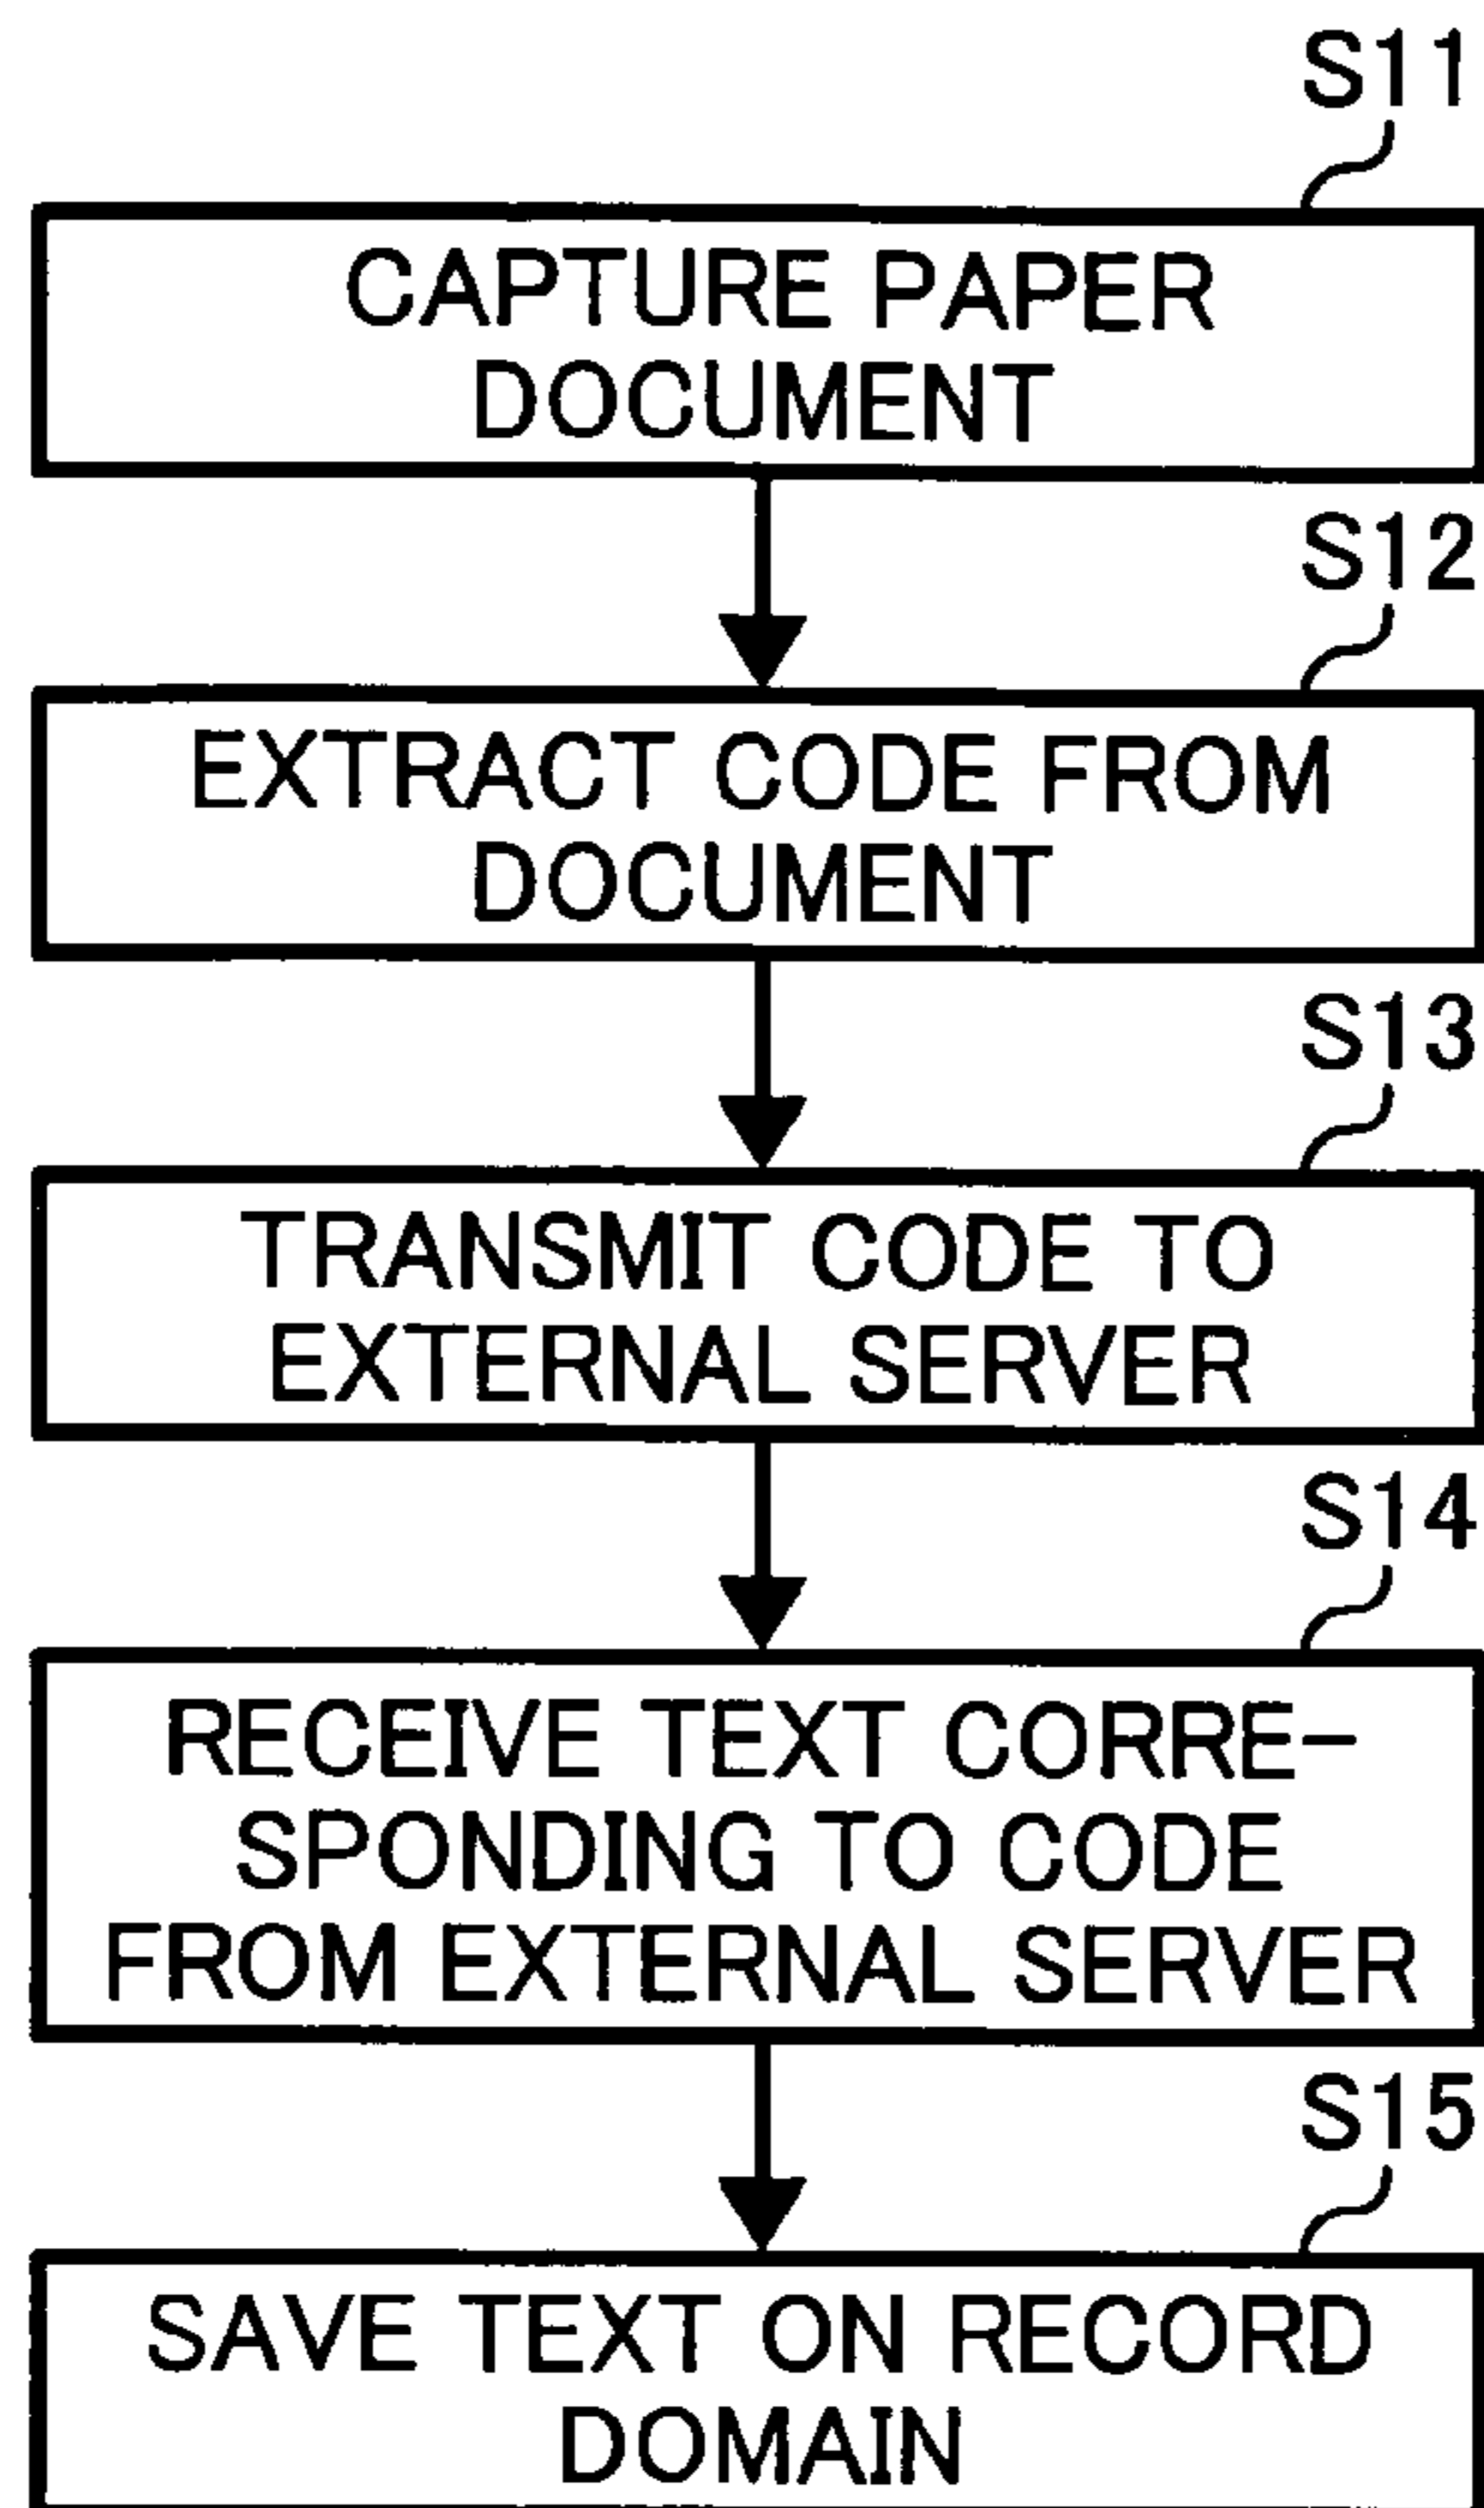 S11
CAPTURE PAPER
DOCUMENT
S12
EXTRACT CODE FROM
DOCUMENT
S13
TRANSMIT CODE TO
EXTERNAL SERVER
S14
RECEIVE TEXT CORRE-
SPONDING TO CODE
FROM EXTERNAL SERVER
S15
SAVE TEXT ON RECORD
DOMAIN